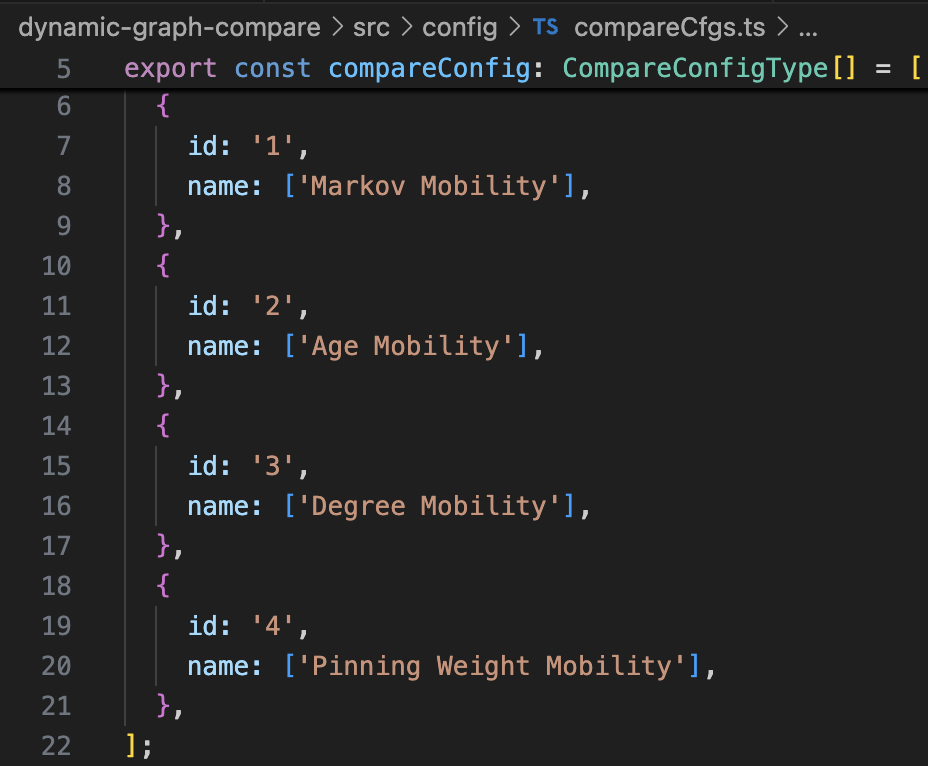 dynamic-graph-compare > src > config > TS compareCfgs.ts > ...
5 export const compareConfig: CompareConfigType[] = [
6 {
7 id: '1',
8 name: ['Markov Mobility'],
9 },
10 {
11 id: '2',
12 name: ['Age Mobility'],
13 },
14 {
15 id: '3',
16 name: ['Degree Mobility'],
17 },
18 {
19 id: '4',
20 name: ['Pinning Weight Mobility'],
21 },
22 ];